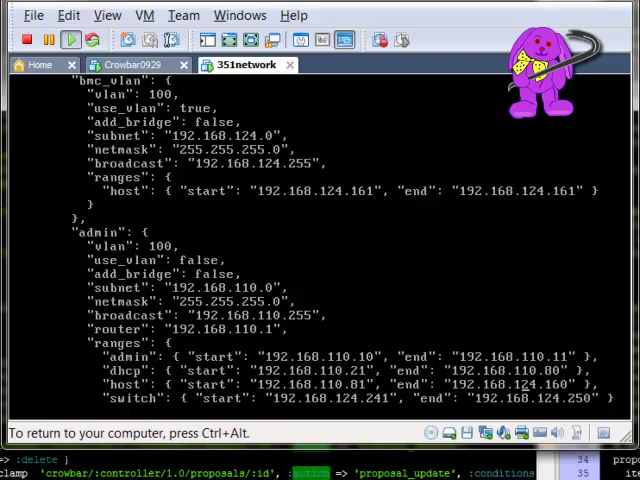 File Edit View VM Team Windows Help
Home Crowbar0929 351network
"bmc_vlan": {
"vlan": 100,
"use_vlan": true,
"add_bridge": false,
"subnet": "192.168.124.0",
"netmask": "255.255.255.0",
"broadcast": "192.168.124.255",
"ranges": {
"host": { "start": "192.168.124.161", "end": "192.168.124.161" }
}
},
"admin": {
"vlan": 100,
"use_vlan": false,
"add_bridge": false,
"subnet": "192.168.110.0",
"netmask": "255.255.255.0",
"broadcast": "192.168.110.255",
"router": "192.168.110.1",
"ranges": {
"admin": { "start": "192.168.110.10", "end": "192.168.110.11" },
"dhcp": { "start": "192.168.110.21", "end": "192.168.110.80" },
"host": { "start": "192.168.110.81", "end": "192.168.124.160" },
"switch": { "start": "192.168.124.241", "end": "192.168.124.250" }
To return to your computer, press Ctrl+Alt.
=> :delete } 34 propo
clamp 'crowbar/:controller/1.0/proposals/:id', :action => 'proposal_update', :conditions 35 ite